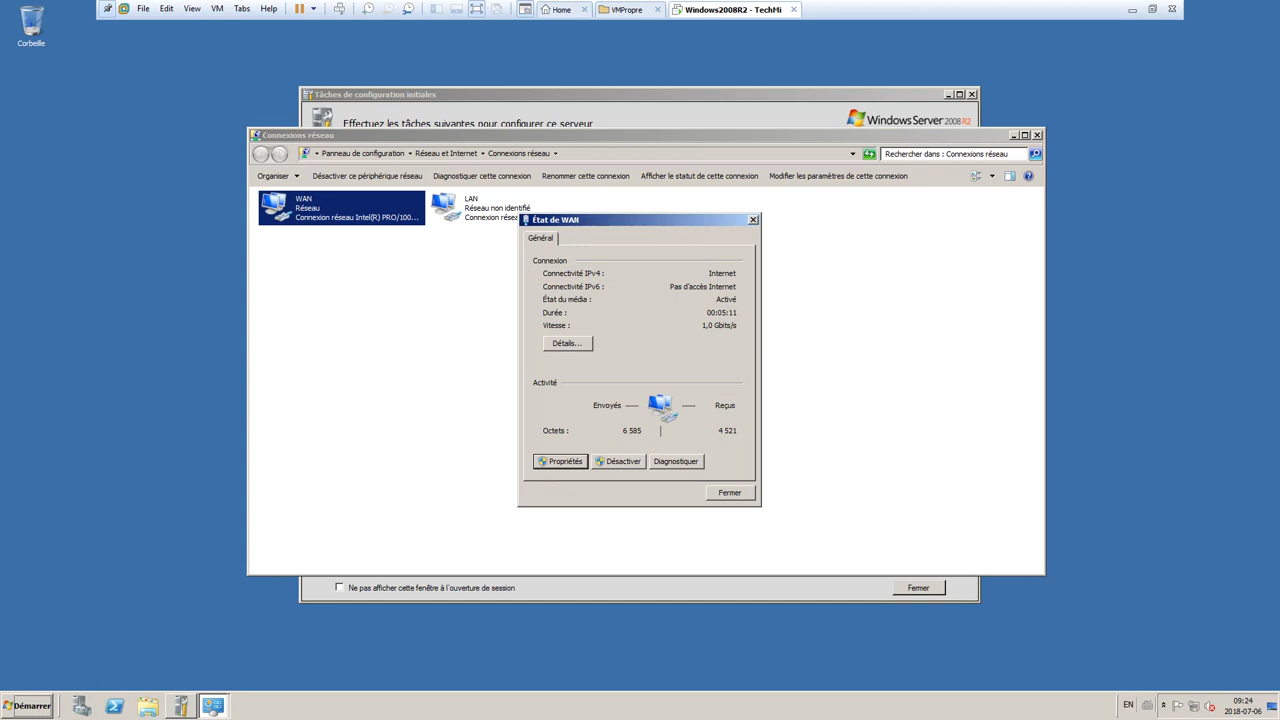 File Edit View VM Tabs Help Home VMPropre Windows2008R2 - TechMi
Corbeille
Tâches de configuration initiales
Effectuez les tâches suivantes pour configurer ce serveur
Windows Server 2008 R2
Connexions réseau
Panneau de configuration Réseau et Internet Connexions réseau
Rechercher dans : Connexions réseau
Organiser Désactiver ce périphérique réseau Diagnostiquer cette connexion Renommer cette connexion Afficher le statut de cette connexion Modifier les paramètres de cette connexion
WAN
Réseau
Connexion réseau Intel(R) PRO/100...
LAN
Réseau non identifié
Connexion résea
État de WAN
Général
Connexion
Connectivité IPv4 : Internet
Connectivité IPv6 : Pas d'accès Internet
État du média : Activé
Durée : 00:05:11
Vitesse : 1,0 Gbits/s
Détails...
Activité
Envoyés — — Reçus
Octets : 6 585 4 521
Propriétés Désactiver Diagnostiquer
Fermer
Ne pas afficher cette fenêtre à l'ouverture de session
Fermer
Démarrer
EN
09:24
2018-07-06